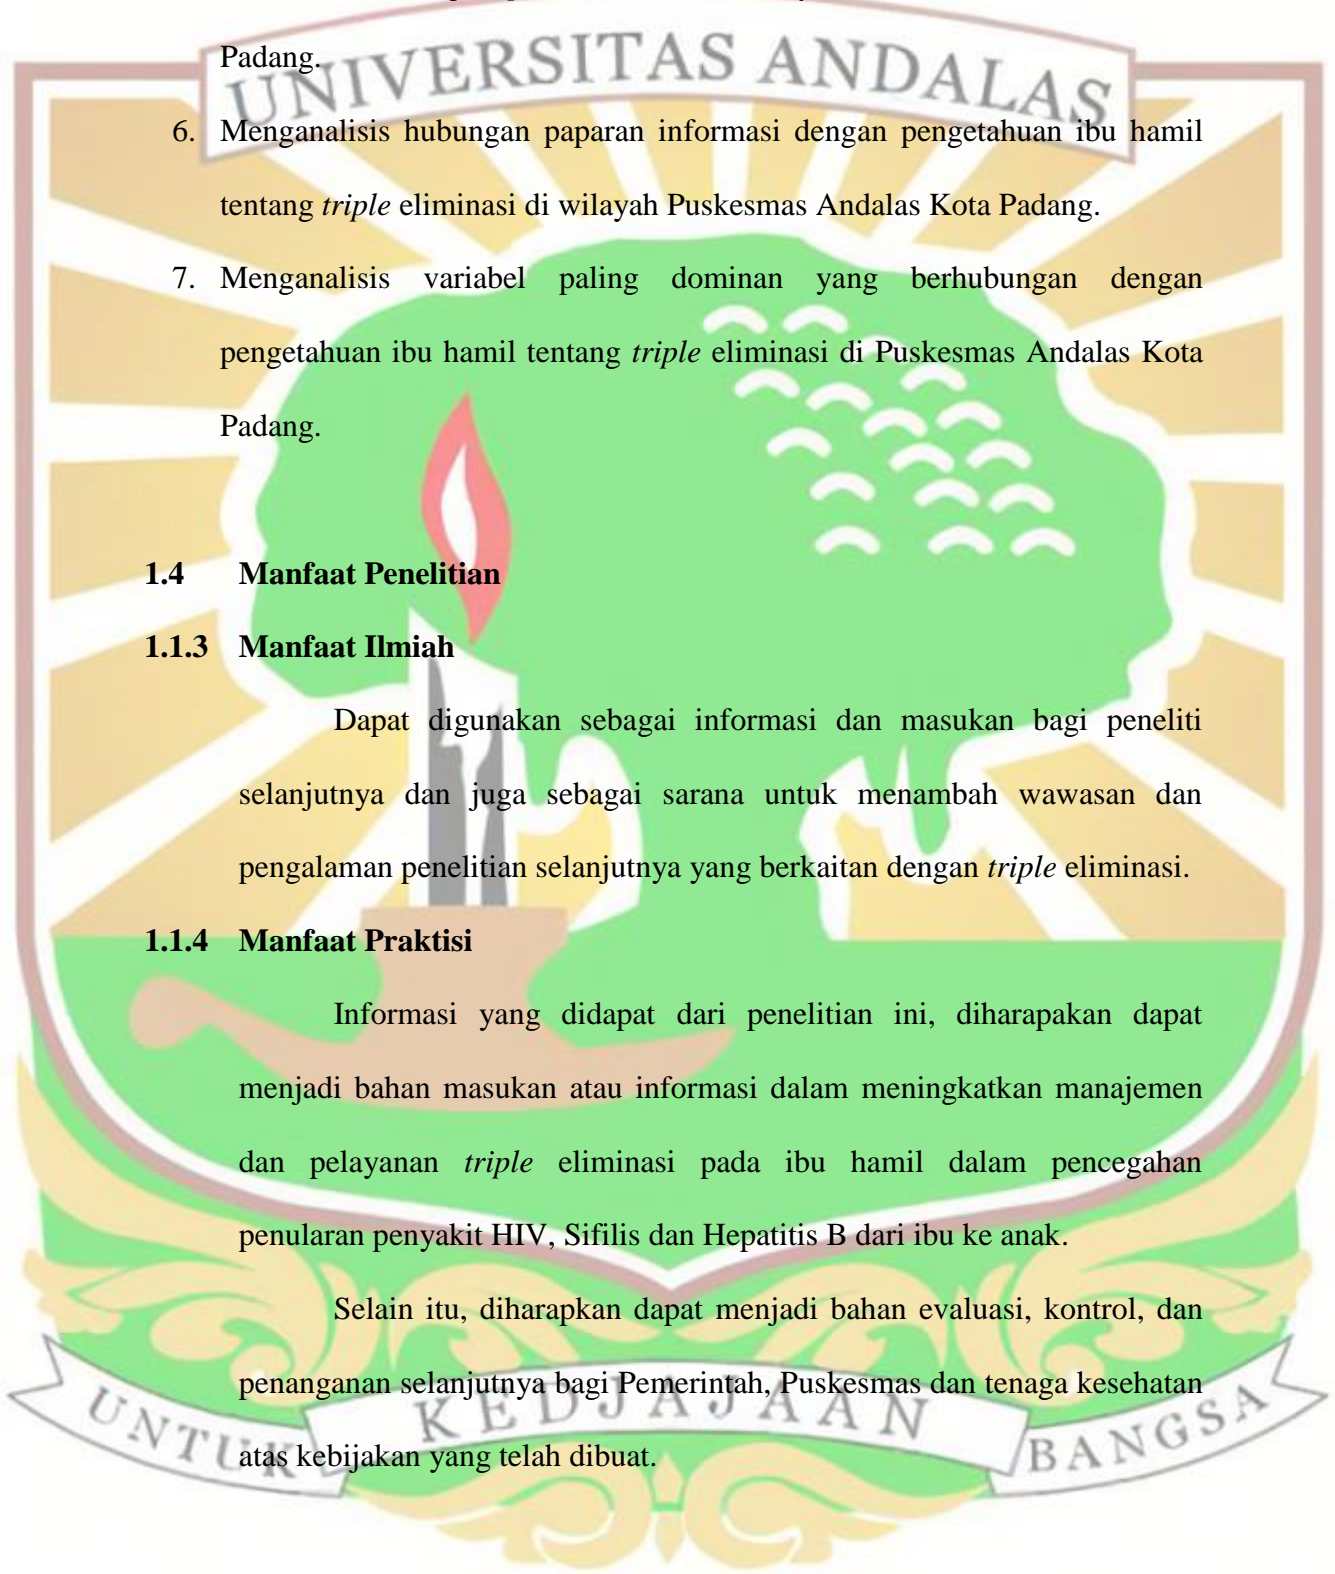 Padang.
UNIVERSITAS ANDALAS
6. Menganalisis hubungan paparan informasi dengan pengetahuan ibu hamil
tentang triple eliminasi di wilayah Puskesmas Andalas Kota Padang.
7. Menganalisis variabel paling dominan yang berhubungan dengan
pengetahuan ibu hamil tentang triple eliminasi di Puskesmas Andalas Kota
Padang.
1.4 Manfaat Penelitian
1.1.3 Manfaat Ilmiah
Dapat digunakan sebagai informasi dan masukan bagi peneliti
selanjutnya dan juga sebagai sarana untuk menambah wawasan dan
pengalaman penelitian selanjutnya yang berkaitan dengan triple eliminasi.
1.1.4 Manfaat Praktisi
Informasi yang didapat dari penelitian ini, diharapakan dapat
menjadi bahan masukan atau informasi dalam meningkatkan manajemen
dan pelayanan triple eliminasi pada ibu hamil dalam pencegahan
penularan penyakit HIV, Sifilis dan Hepatitis B dari ibu ke anak.
Selain itu, diharapkan dapat menjadi bahan evaluasi, kontrol, dan
penanganan selanjutnya bagi Pemerintah, Puskesmas dan tenaga kesehatan
atas kebijakan yang telah dibuat.
UNTUK KEDJAJAAN BANGSA